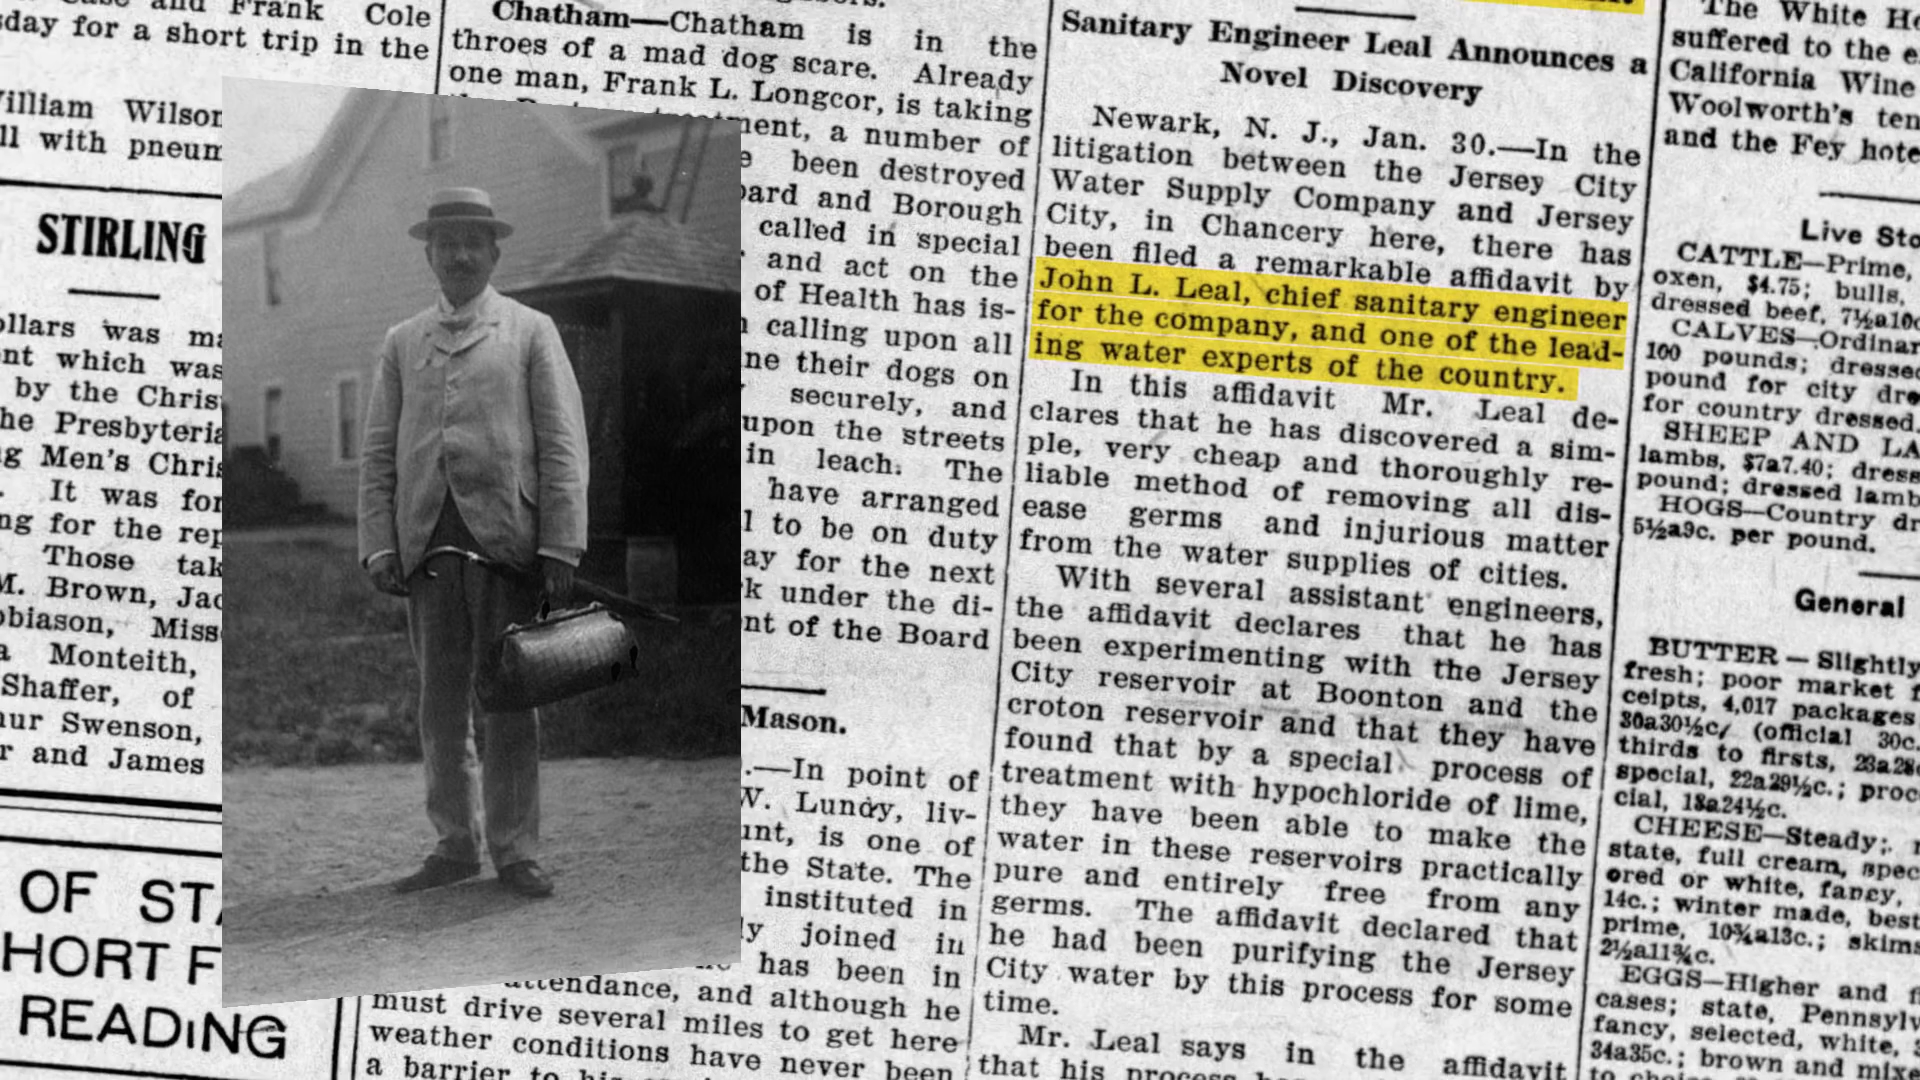 and Frank Cole
day for a short trip in the
William Wilson
ll with pneum
STIRLING
ollars was ma
nt which was
by the Chris
the Presbyteria
g Men's Chris
. It was for
ng for the rep
Those tak
M. Brown, Jac
obiason, Miss
a Monteith,
Shaffer, of
hur Swenson,
r and James
OF STA
HORT F
READiNG
Chatham—Chatham is in the
throes of a mad dog scare. Already
one man, Frank L. Longcor, is taking
ment, a number of
e been destroyed
oard and Borough
called in special
and act on the
of Health has is-
n calling upon all
ne their dogs on
securely, and
upon the streets
in leach. The
have arranged
l to be on duty
ay for the next
k under the di-
nt of the Board
Mason.
.—In point of
W. Lundy, liv-
unt, is one of
the State. The
instituted in
ly joined in
has been in
attendance, and although he
must drive several miles to get here
weather conditions have never been
a barrier to his
Sanitary Engineer Leal Announces a
Novel Discovery
Newark, N. J., Jan. 30.—In the
litigation between the Jersey City
Water Supply Company and Jersey
City, in Chancery here, there has
been filed a remarkable affidavit by
John L. Leal, chief sanitary engineer
for the company, and one of the lead-
ing water experts of the country.
In this affidavit Mr. Leal de-
clares that he has discovered a sim-
ple, very cheap and thoroughly re-
liable method of removing all dis-
ease germs and injurious matter
from the water supplies of cities.
With several assistant engineers,
the affidavit declares that he has
been experimenting with the Jersey
City reservoir at Boonton and the
croton reservoir and that they have
found that by a special process of
treatment with hypochloride of lime,
they have been able to make the
water in these reservoirs practically
pure and entirely free from any
germs. The affidavit declared that
he had been purifying the Jersey
City water by this process for some
time.
Mr. Leal says in the affidavit
that his process
The White Ho
suffered to the e
California Wine
Woolworth's ten
and the Fey hote
Live Sto
CATTLE—Prime,
oxen, $4.75; bulls,
dressed beef, 7½a10c
CALVES—Ordinar
100 pounds; dressed
pound for city dre
for country dressed.
SHEEP AND LA
lambs, $7a7.40; dress
pound; dressed lamb
HOGS—Country dr
5½a9c. per pound.
General
BUTTER—Slightly
fresh; poor market f
ceipts, 4,017 packages
30a30½c/ (official 30c.
thirds to firsts, 23a28c
special, 22a29½c.; proc
cial, 18a24½c.
CHEESE—Steady;
state, full cream, spec
ored or white, fancy,
14c.; winter made, best
prime, 10¾a13c.; skims
2½a11¾c.
EGGS—Higher and fi
cases; state, Pennsylv
fancy, selected, white,
34a35c.; brown and mixe